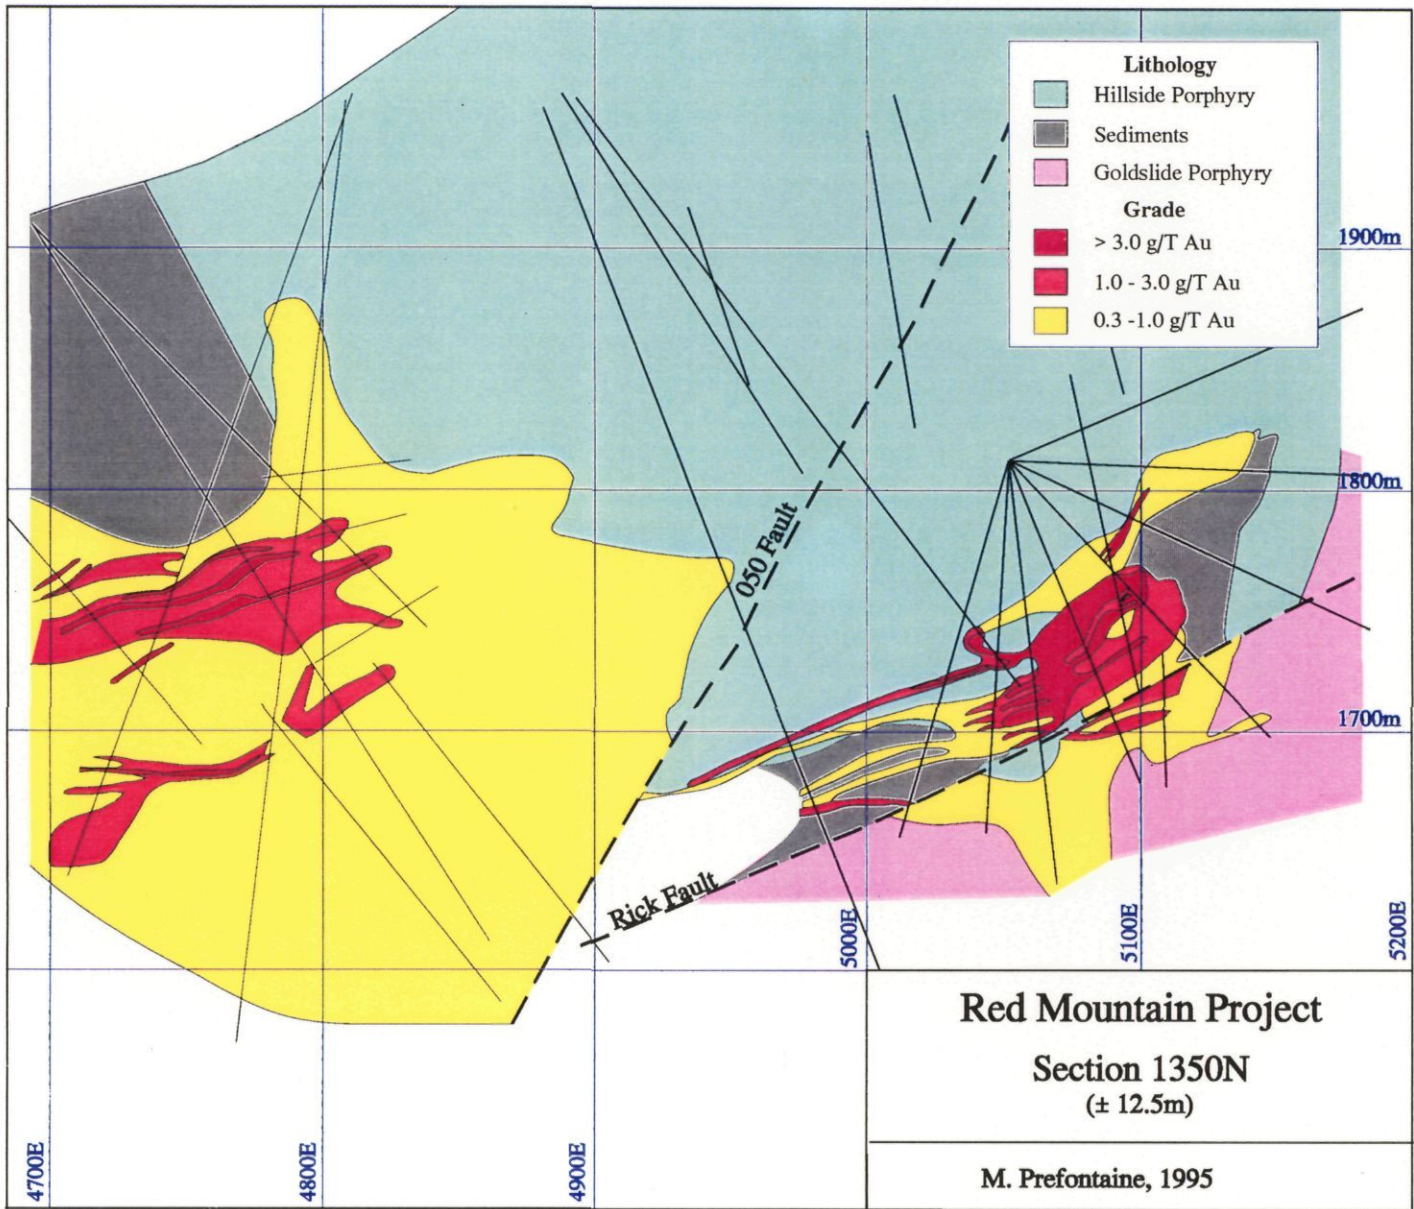 Lithology
Hillside Porphyry
Sediments
Goldslide Porphyry
Grade
> 3.0 g/T Au
1.0 - 3.0 g/T Au
0.3 -1.0 g/T Au
1900m
1800m
1700m
050 Fault
Rick Fault
4700E
4800E
4900E
5000E
5100E
5200E
Red Mountain Project
Section 1350N
(± 12.5m)
M. Prefontaine, 1995